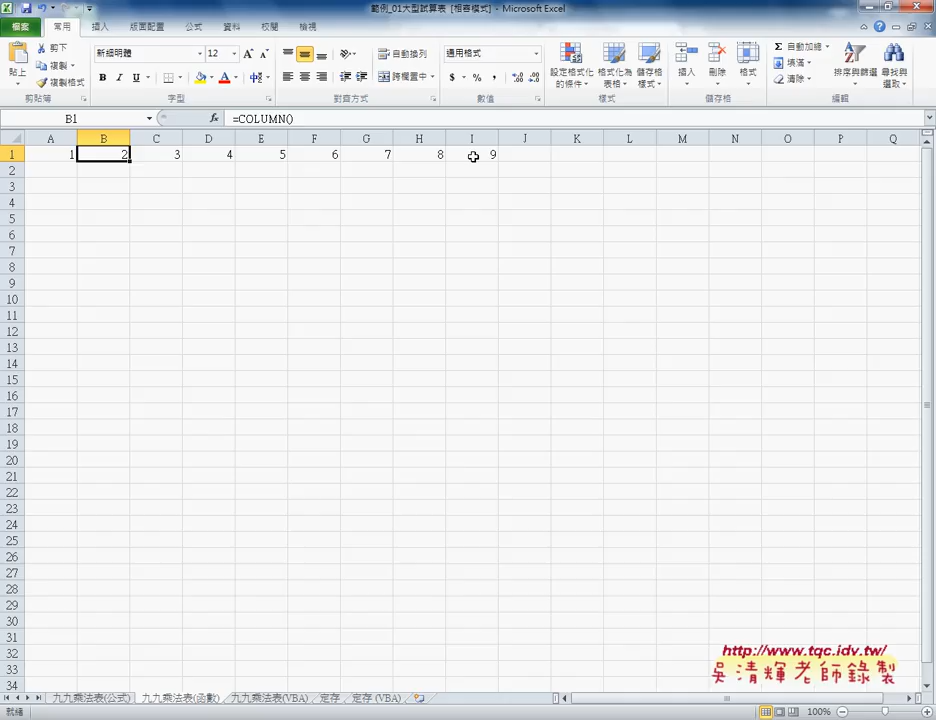 範例_01大型試算表 [相容模式] - Microsoft Excel
檔案 常用 插入 版面配置 公式 資料 校閱 檢視
貼上 剪下 複製 複製格式 剪貼簿
新細明體 12 B I U A 字型
自動換列 跨欄置中 對齊方式
通用格式 $ % , 數值
設定格式化的條件 格式化為表格 儲存格樣式 樣式
插入 刪除 格式 儲存格
Σ 自動加總 填滿 清除 排序與篩選 尋找與選取 編輯
B1 fx =COLUMN()
A B C D E F G H I J K L M N O P Q
1 1 2 3 4 5 6 7 8 9
2
3
4
5
6
7
8
9
10
11
12
13
14
15
16
17
18
19
20
21
22
23
24
25
26
27
28
29
30
31
32
33
34
http://www.tqc.idv.tw/
吳清輝老師錄製
九九乘法表(公式) 九九乘法表(函數) 九九乘法表(VBA) 定存 定存 (VBA)
就緒 100%